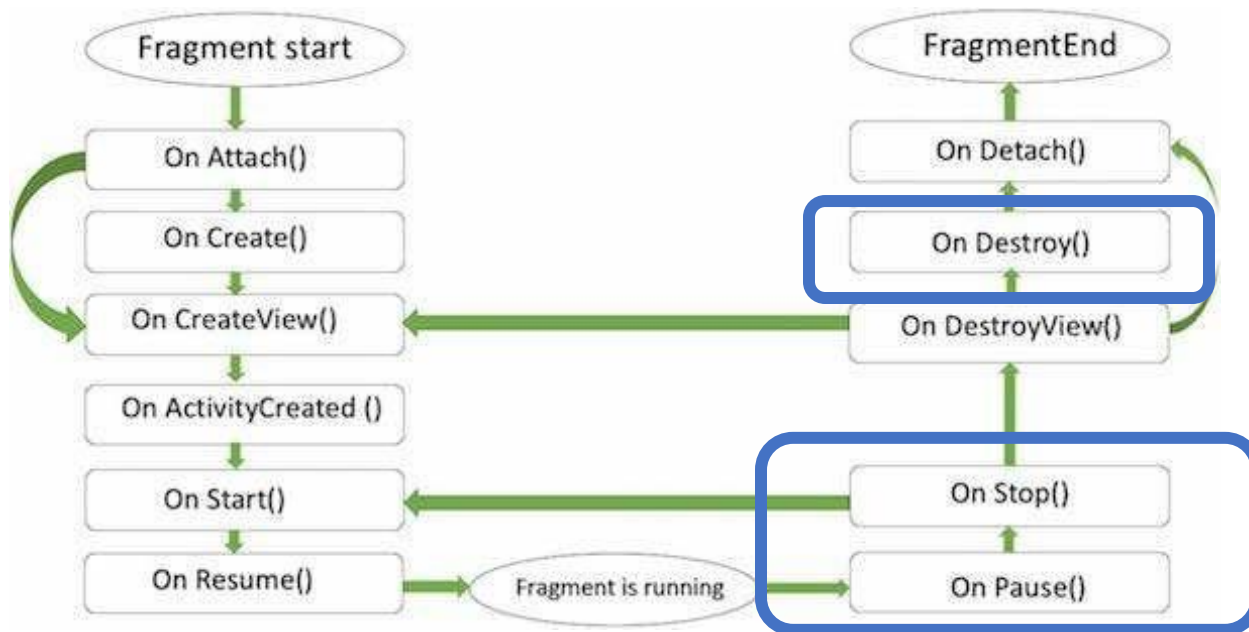 Fragment start
On Attach()
On Create()
On CreateView()
On ActivityCreated ()
On Start()
On Resume()
Fragment is running
FragmentEnd
On Detach()
On Destroy()
On DestroyView()
On Stop()
On Pause()